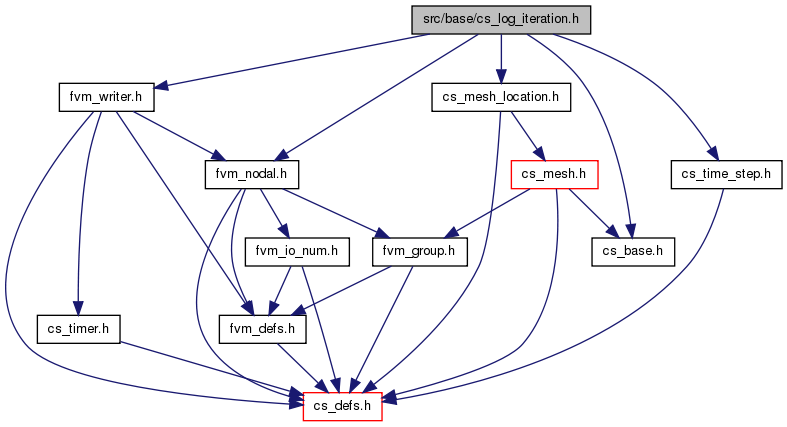 src/base/cs_log_iteration.h
fvm_writer.h
cs_mesh_location.h
fvm_nodal.h
cs_mesh.h
cs_time_step.h
fvm_io_num.h
fvm_group.h
cs_base.h
cs_timer.h
fvm_defs.h
cs_defs.h